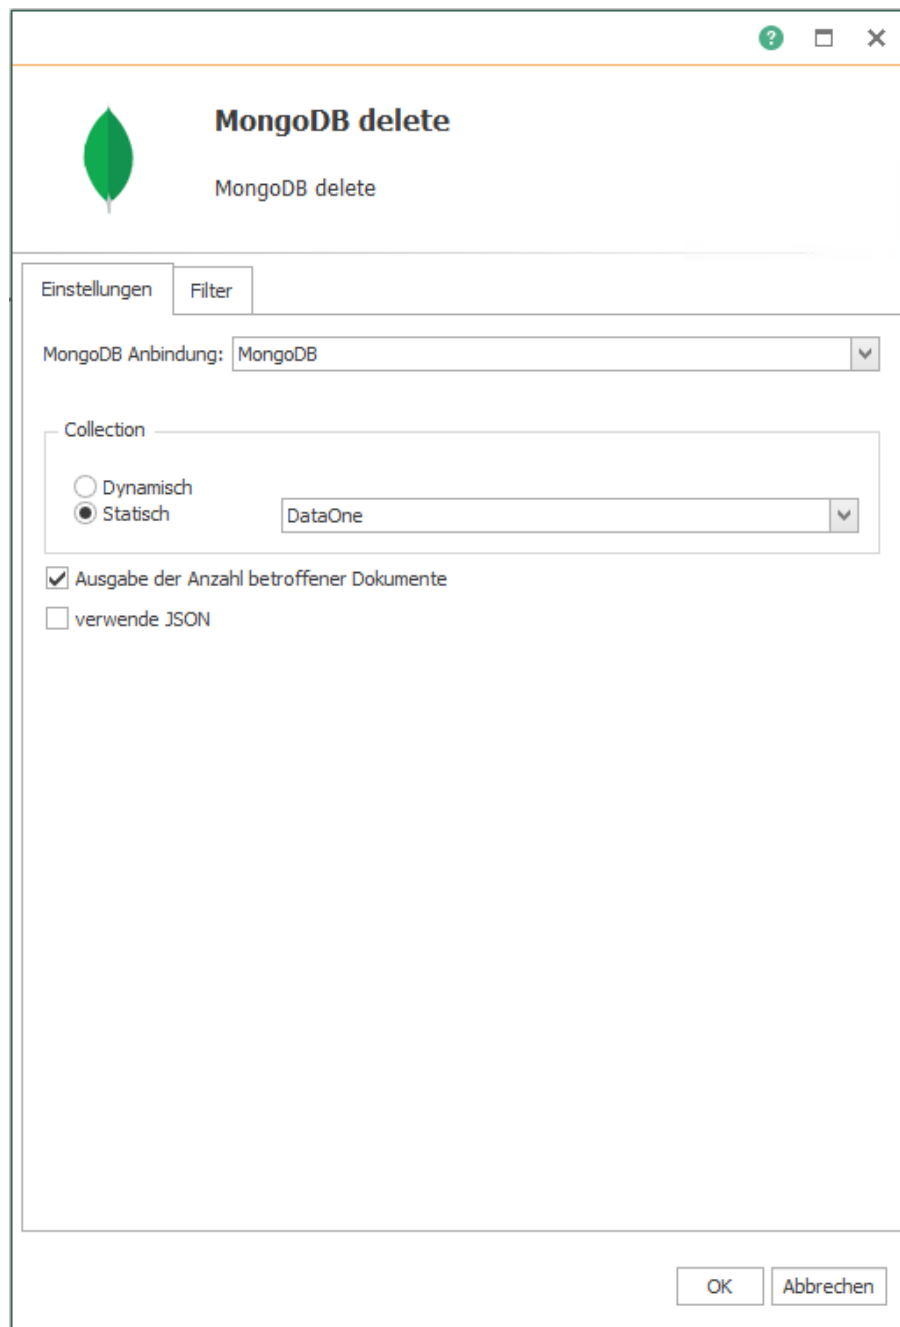 MongoDB delete
MongoDB delete
Einstellungen Filter
MongoDB Anbindung: MongoDB
Collection
Dynamisch
Statisch DataOne
Ausgabe der Anzahl betroffener Dokumente
verwende JSON
OK Abbrechen